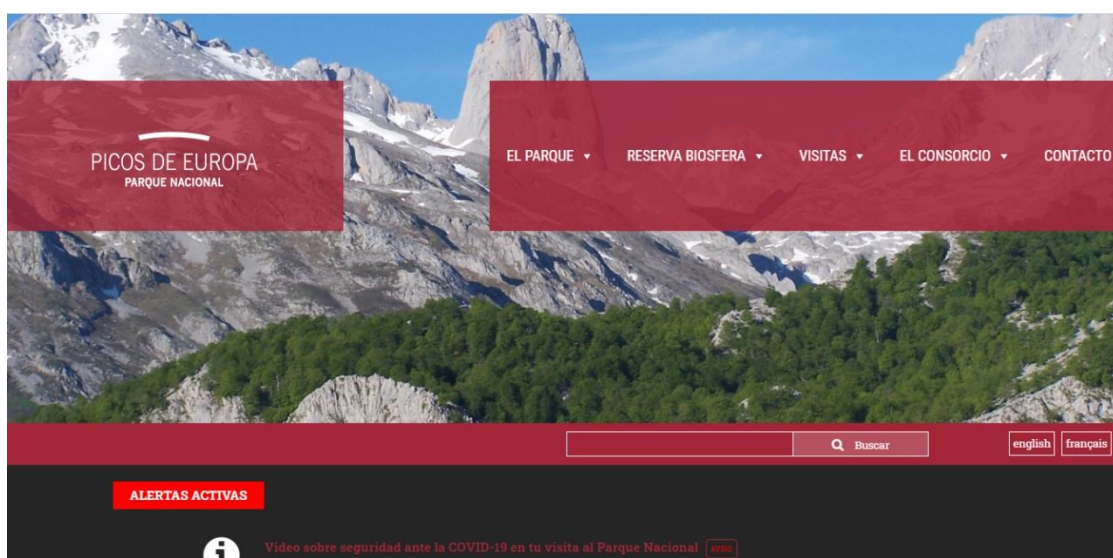 PICOS DE EUROPA
PARQUE NACIONAL
EL PARQUE
RESERVA BIOSFERA
VISITAS
EL CONSORCIO
CONTACTO
Buscar
english
français
ALERTAS ACTIVAS
Video sobre seguridad ante la COVID-19 en tu visita al Parque Nacional AVISO